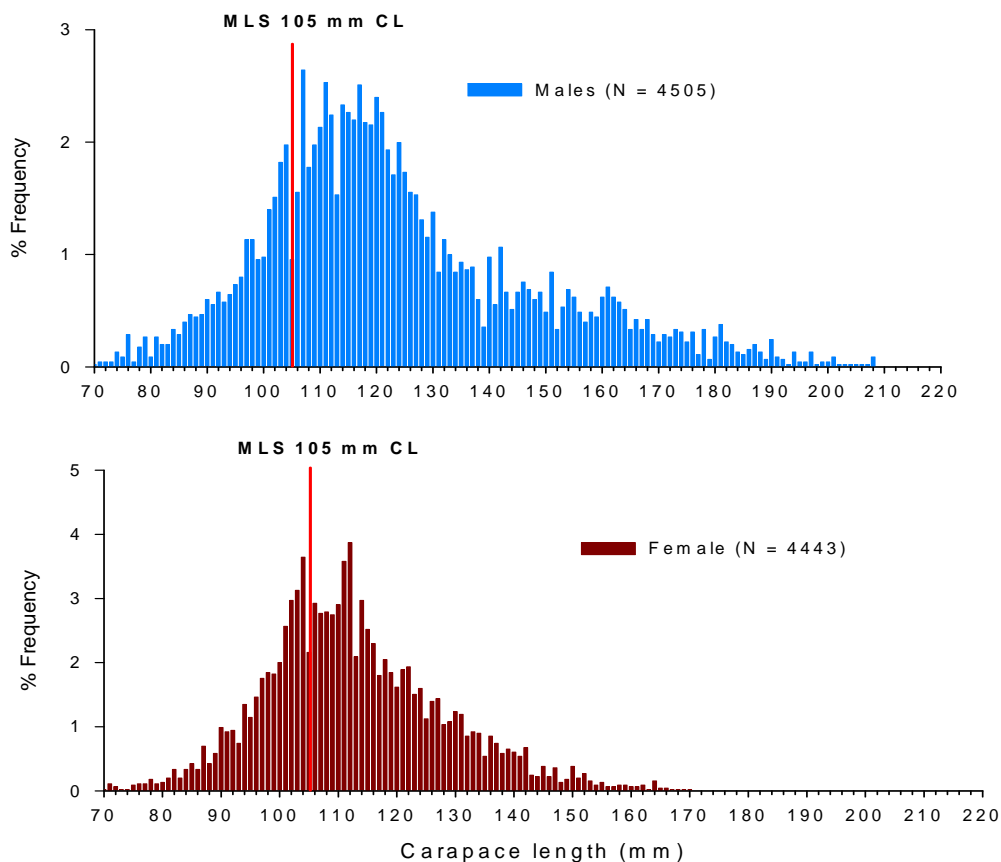 MLS 105 mm CL
3
Males (N = 4505)
2
% Frequency
1
0
70 80 90 100 110 120 130 140 150 160 170 180 190 200 210 220
MLS 105 mm CL
5
Female (N = 4443)
4
3
% Frequency
2
1
0
70 80 90 100 110 120 130 140 150 160 170 180 190 200 210 220
Carapace length (mm)